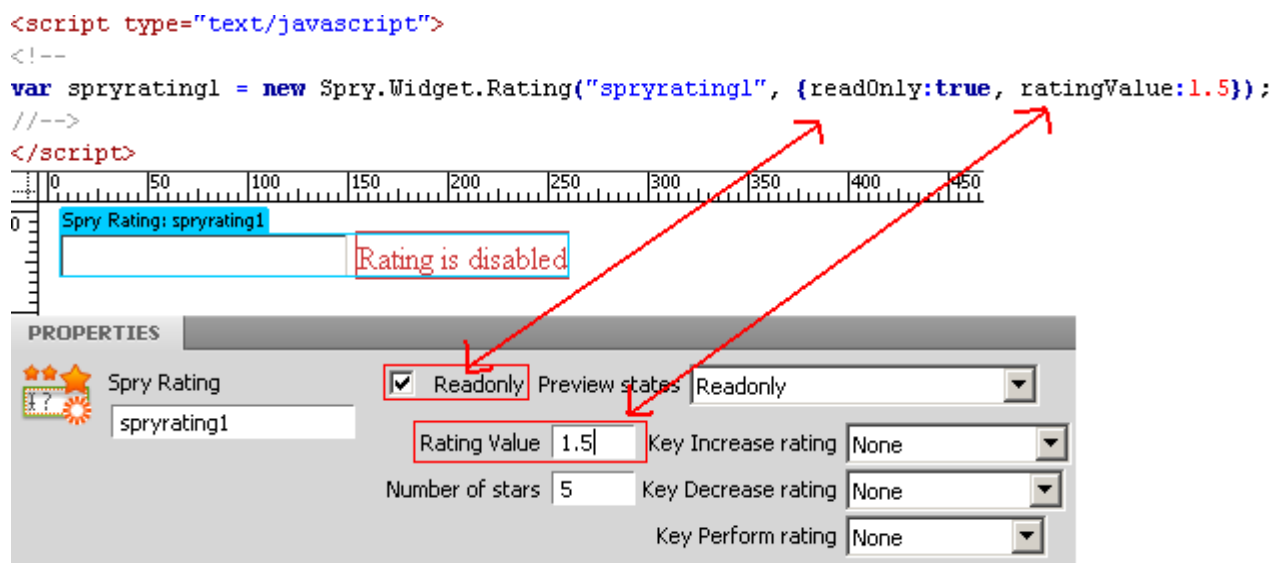 <script type="text/javascript">
<!--
var spryrating1 = new Spry.Widget.Rating("spryrating1", {readOnly:true, ratingValue:1.5});
//-->
</script>
0 50 100 150 200 250 300 350 400 450
0
Spry Rating: spryrating1
Rating is disabled
PROPERTIES
Spry Rating Readonly Preview states Readonly
spryrating1
Rating Value 1.5 Key Increase rating None
Number of stars 5 Key Decrease rating None
Key Perform rating None